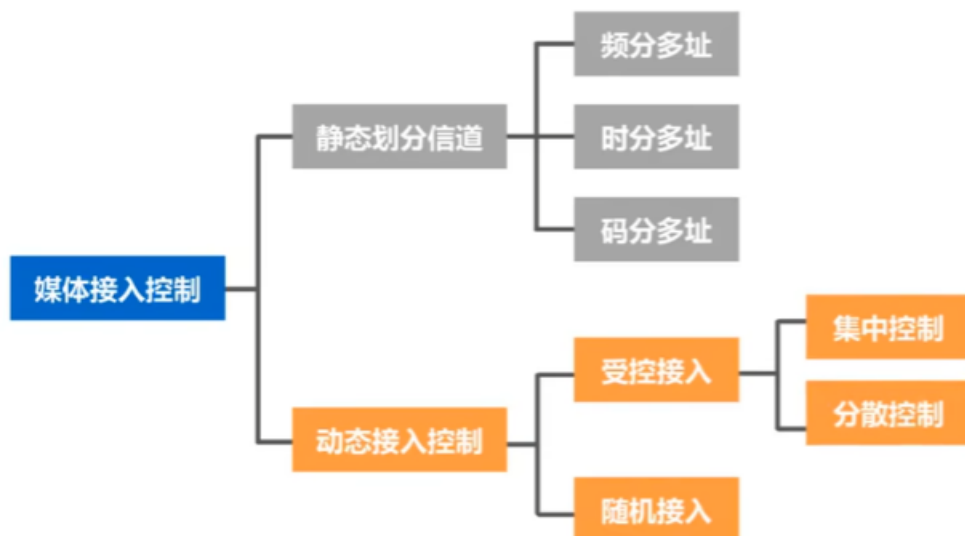 频分多址
静态划分信道
时分多址
码分多址
媒体接入控制
集中控制
受控接入
分散控制
动态接入控制
随机接入